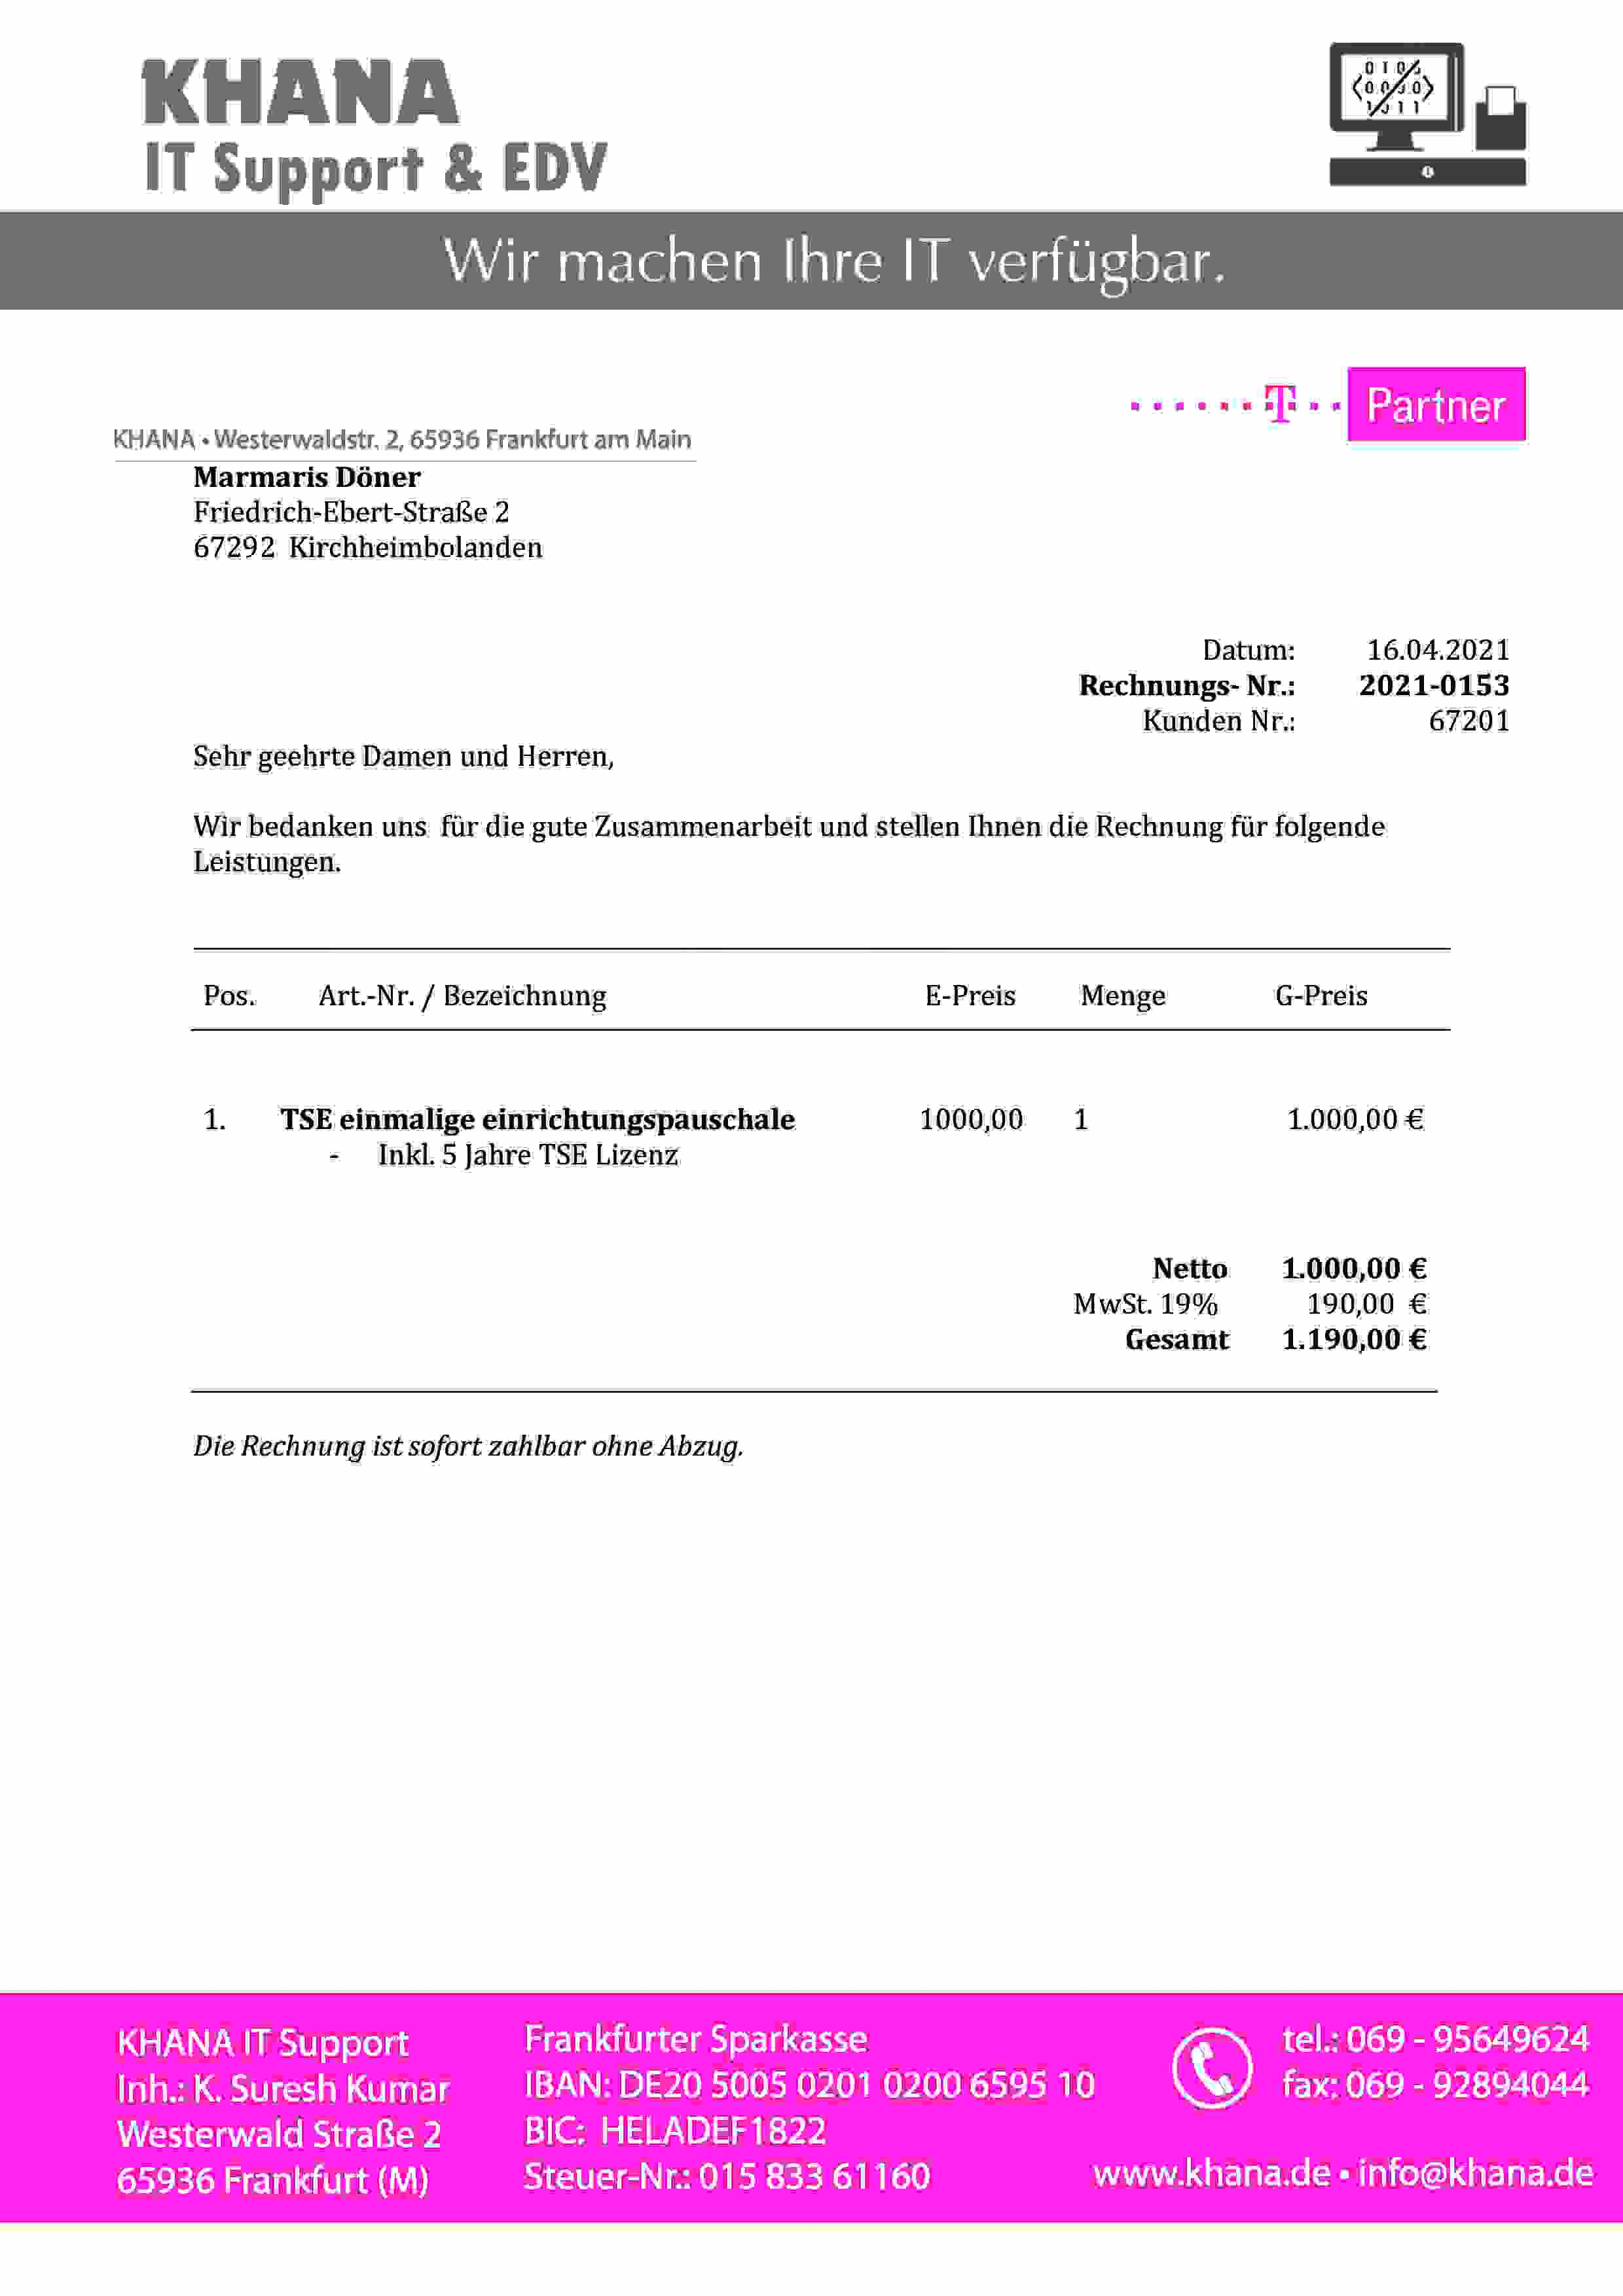 KHANA
IT Support & EDV
Wir machen Ihre IT verfügbar.
T Partner
KHANA • Westerwaldstr. 2, 65936 Frankfurt am Main
Marmaris Döner
Friedrich-Ebert-Straße 2
67292 Kirchheimbolanden
Datum: 16.04.2021
Rechnungs- Nr.: 2021-0153
Kunden Nr.: 67201
Sehr geehrte Damen und Herren,
Wir bedanken uns für die gute Zusammenarbeit und stellen Ihnen die Rechnung für folgende
Leistungen.
Pos. Art.-Nr. / Bezeichnung E-Preis Menge G-Preis
1. TSE einmalige einrichtungspauschale 1000,00 1 1.000,00 €
- Inkl. 5 Jahre TSE Lizenz
Netto 1.000,00 €
MwSt. 19% 190,00 €
Gesamt 1.190,00 €
Die Rechnung ist sofort zahlbar ohne Abzug.
KHANA IT Support
Inh.: K. Suresh Kumar
Westerwald Straße 2
65936 Frankfurt (M)
Frankfurter Sparkasse
IBAN: DE20 5005 0201 0200 6595 10
BIC: HELADEF1822
Steuer-Nr.: 015 833 61160
tel.: 069 - 95649624
fax: 069 - 92894044
www.khana.de • info@khana.de